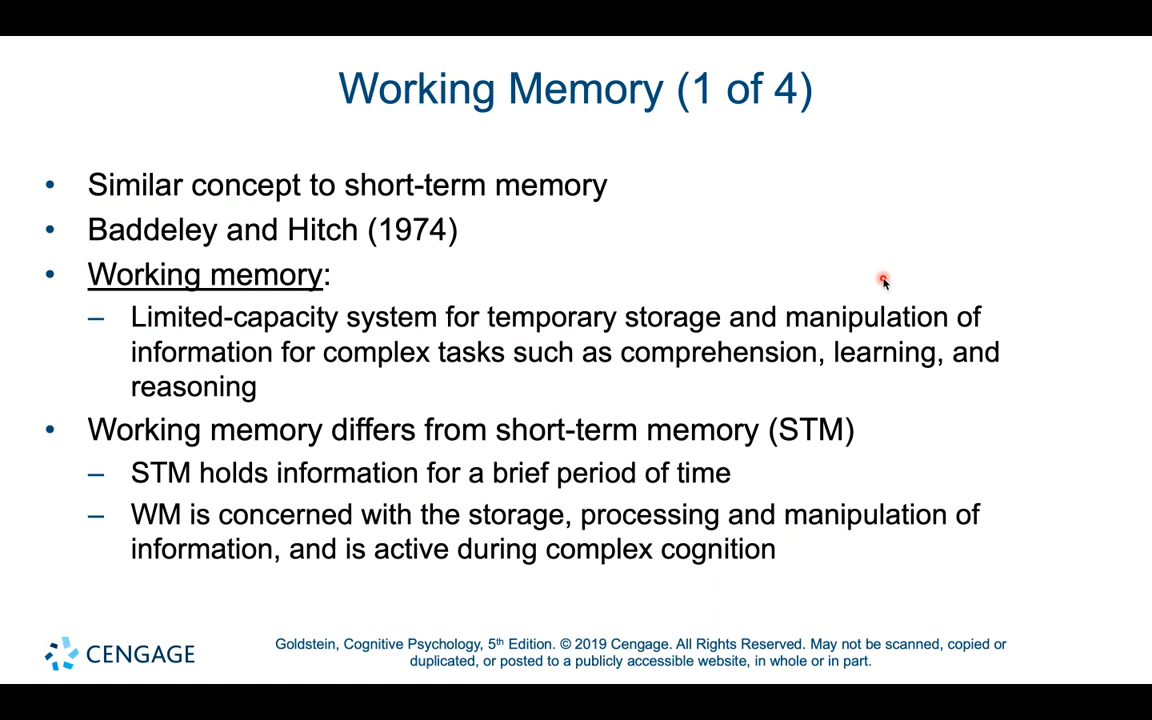 Working Memory (1 of 4)
• Similar concept to short-term memory
• Baddeley and Hitch (1974)
• Working memory:
– Limited-capacity system for temporary storage and manipulation of
information for complex tasks such as comprehension, learning, and
reasoning
• Working memory differs from short-term memory (STM)
– STM holds information for a brief period of time
– WM is concerned with the storage, processing and manipulation of
information, and is active during complex cognition
CENGAGE
Goldstein, Cognitive Psychology, 5th Edition. © 2019 Cengage. All Rights Reserved. May not be scanned, copied or
duplicated, or posted to a publicly accessible website, in whole or in part.